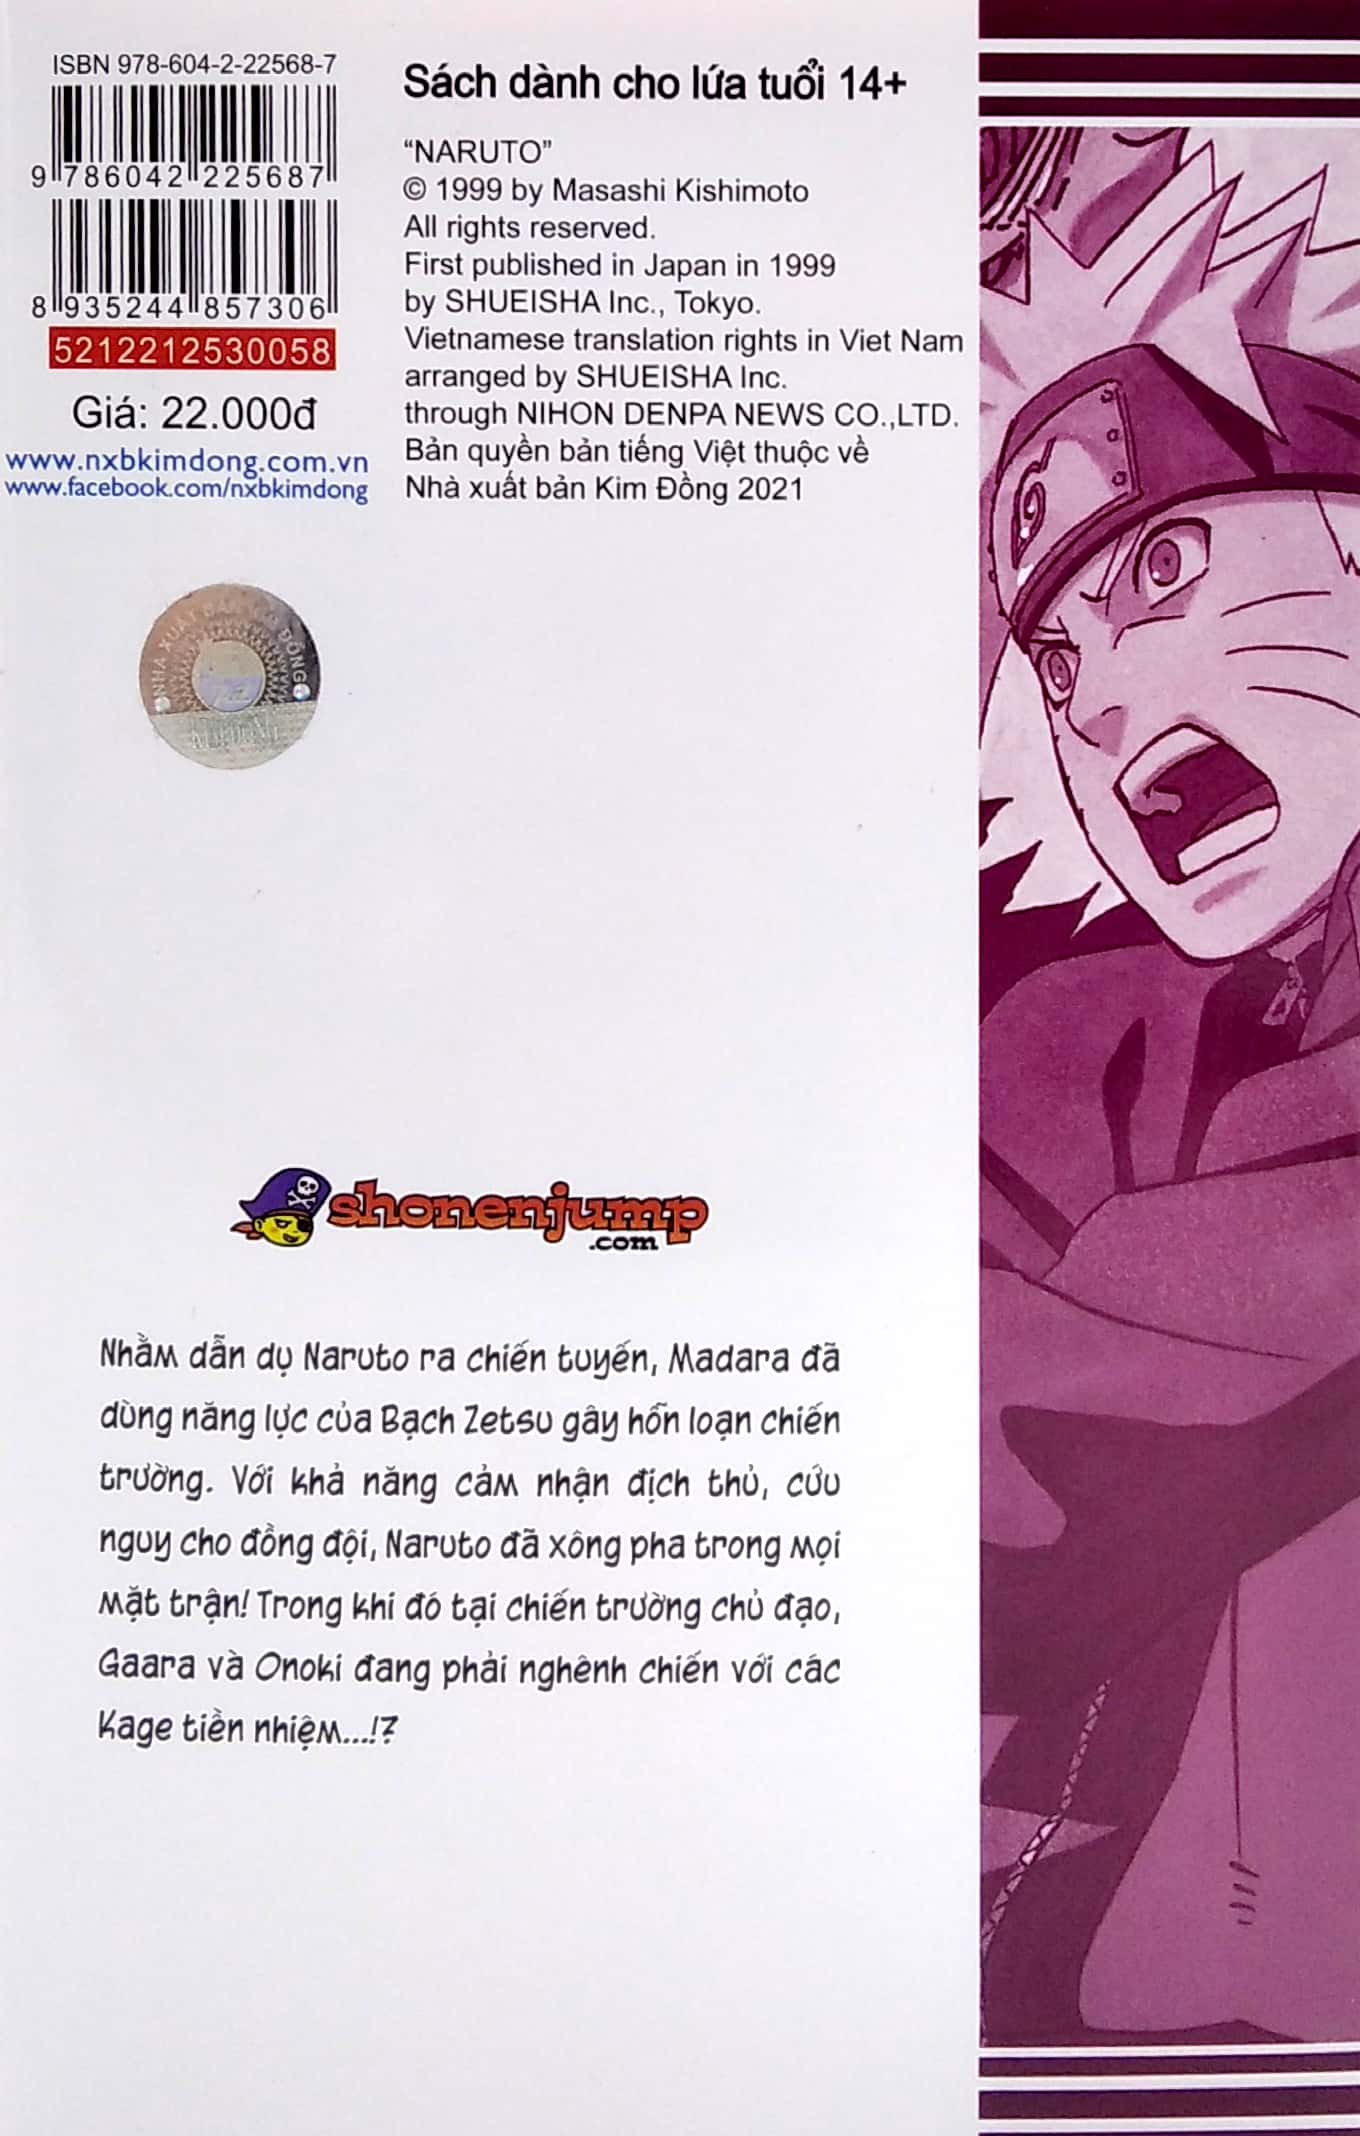 ISBN 978-604-2-22568-7
9 786042 225687
8 935244 857306
5212212530058
Giá: 22.000đ
www.nxbkimdong.com.vn
www.facebook.com/nxbkimdong
Sách dành cho lứa tuổi 14+
“NARUTO”
© 1999 by Masashi Kishimoto
All rights reserved.
First published in Japan in 1999
by SHUEISHA Inc., Tokyo.
Vietnamese translation rights in Viet Nam
arranged by SHUEISHA Inc.
through NIHON DENPA NEWS CO.,LTD.
Bản quyền bản tiếng Việt thuộc về
Nhà xuất bản Kim Đồng 2021
NHÀ XUẤT BẢN KIM ĐỒNG
shonenjump
.com
Nhằm dẫn dụ Naruto ra chiến tuyến, Madara đã
dùng năng lực của Bạch Zetsu gây hỗn loạn chiến
trường. Với khả năng cảm nhận địch thủ, cứu
nguy cho đồng đội, Naruto đã xông pha trong mọi
mặt trận! Trong khi đó tại chiến trường chủ đạo,
Gaara và Onoki đang phải nghênh chiến với các
Kage tiền nhiệm...!?